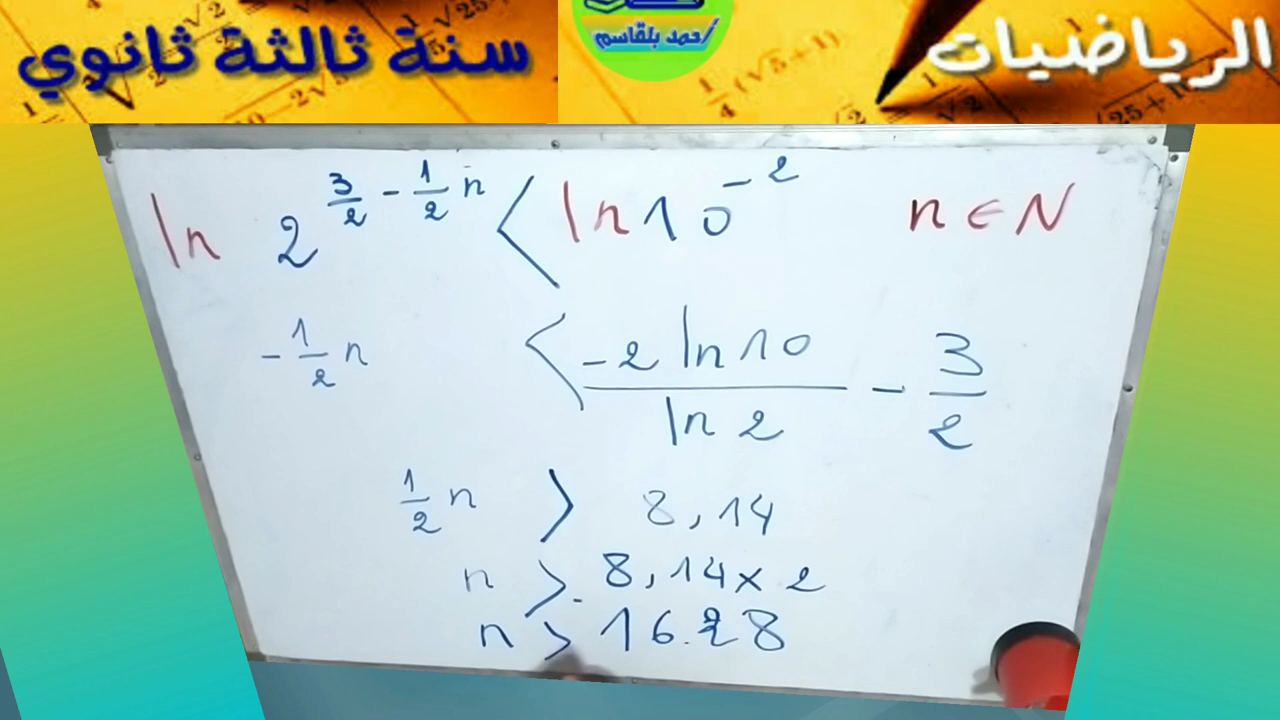 الرياضيات
أحمد بلقاسم
سنة ثالثة ثانوي
ln 2^{3/2 - 1/2 n} < ln 10^{-2} n ∈ N
-1/2 n < -2 ln 10 / ln 2 - 3/2
1/2 n > 8,14
n > 8,14 × 2
n > 16.28